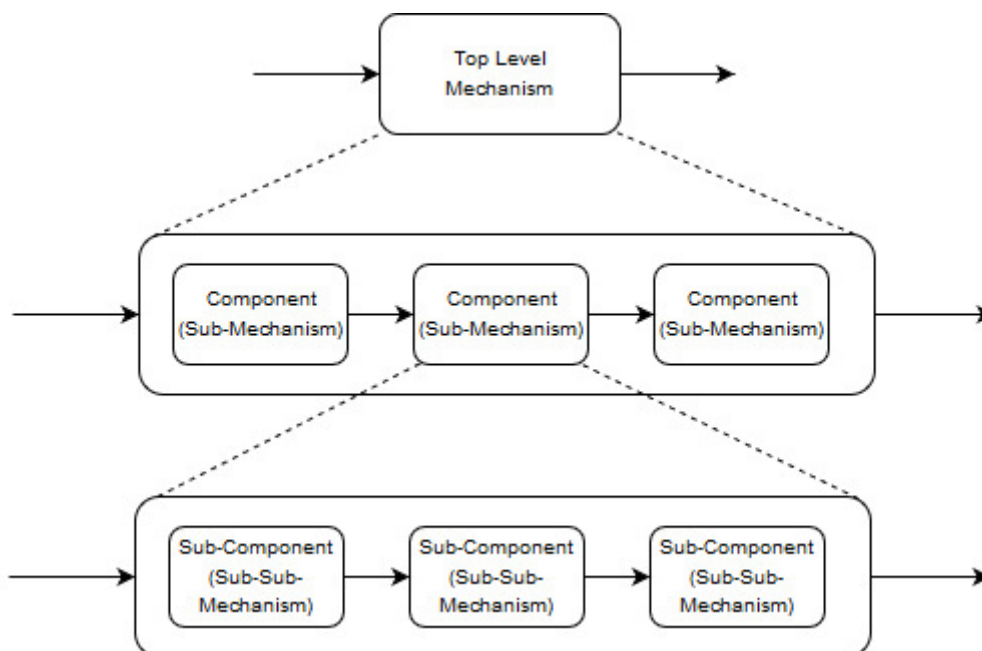 Top Level
Mechanism
Component
(Sub-Mechanism)
Component
(Sub-Mechanism)
Component
(Sub-Mechanism)
Sub-Component
(Sub-Sub-
Mechanism)
Sub-Component
(Sub-Sub-
Mechanism)
Sub-Component
(Sub-Sub-
Mechanism)